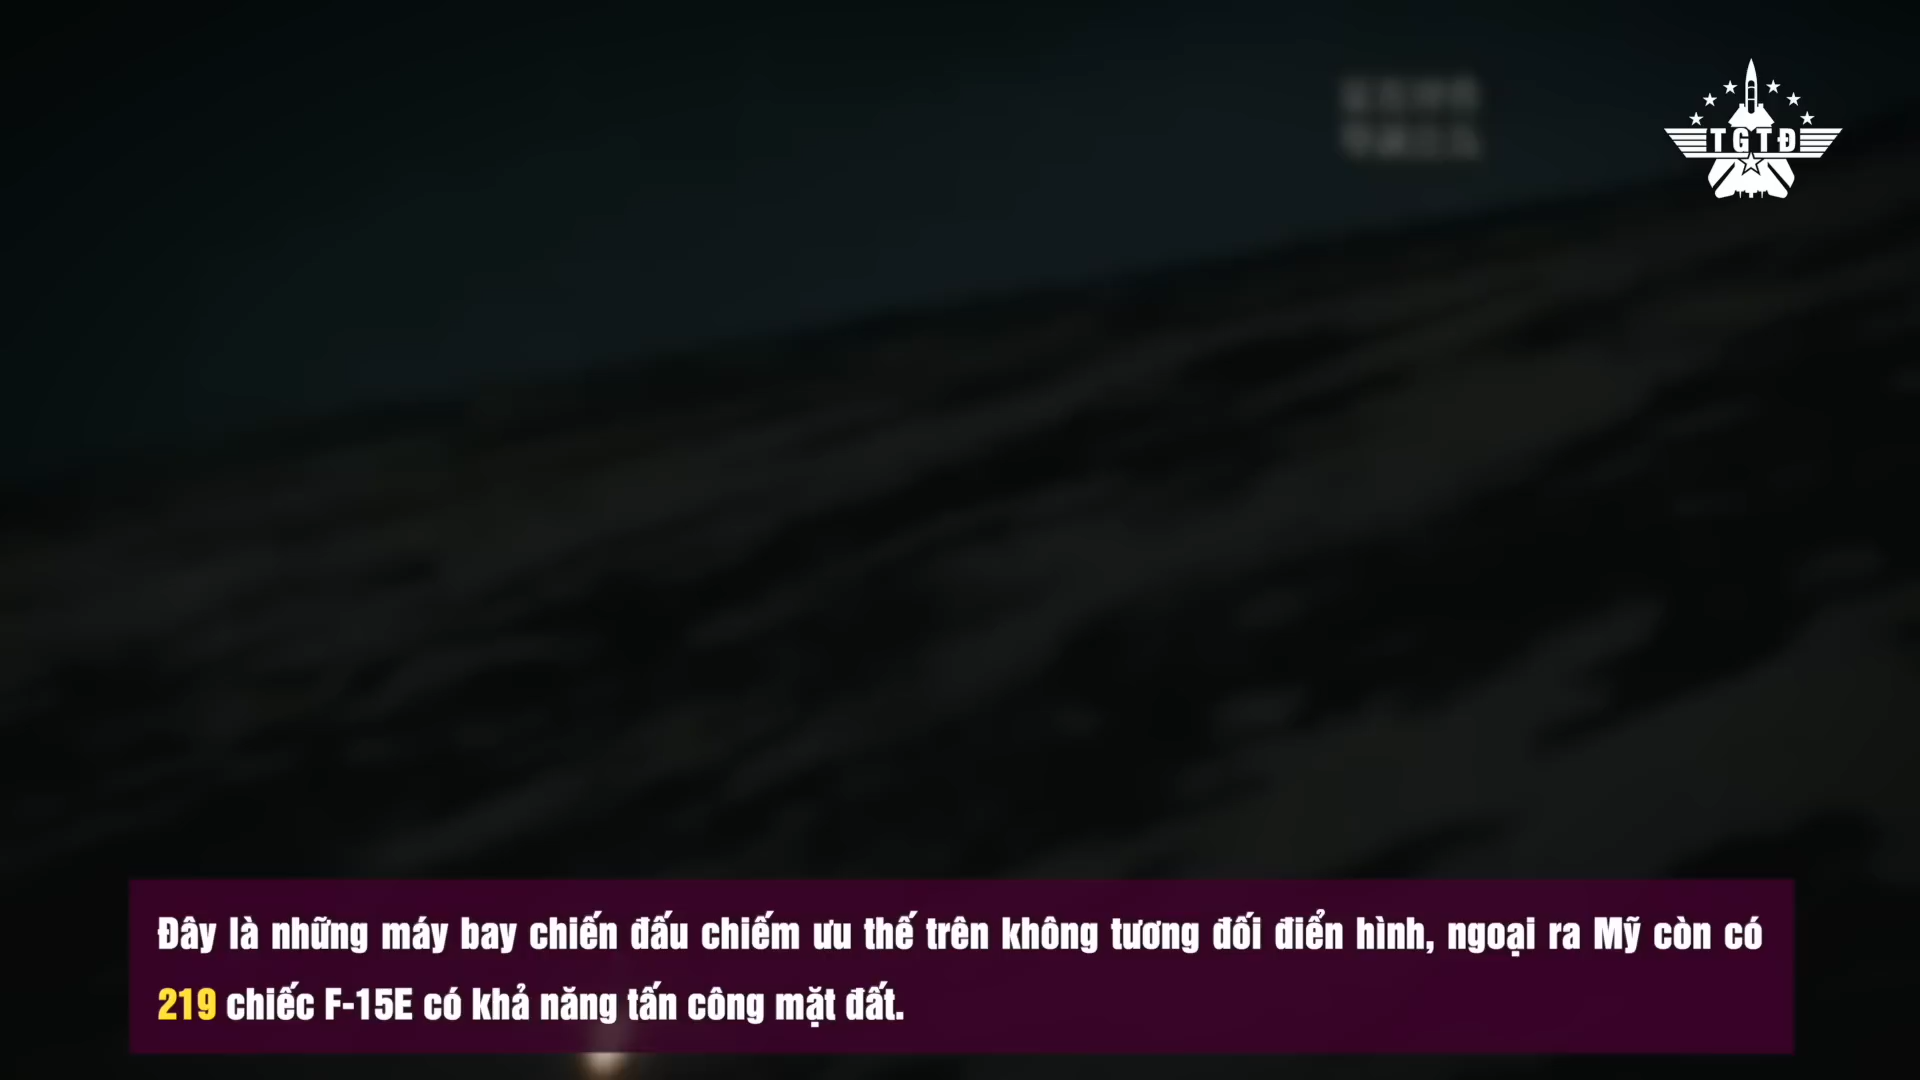 TGTĐ
Đây là những máy bay chiến đấu chiếm ưu thế trên không tương đối điển hình, ngoại ra Mỹ còn có
219 chiếc F-15E có khả năng tấn công mặt đất.